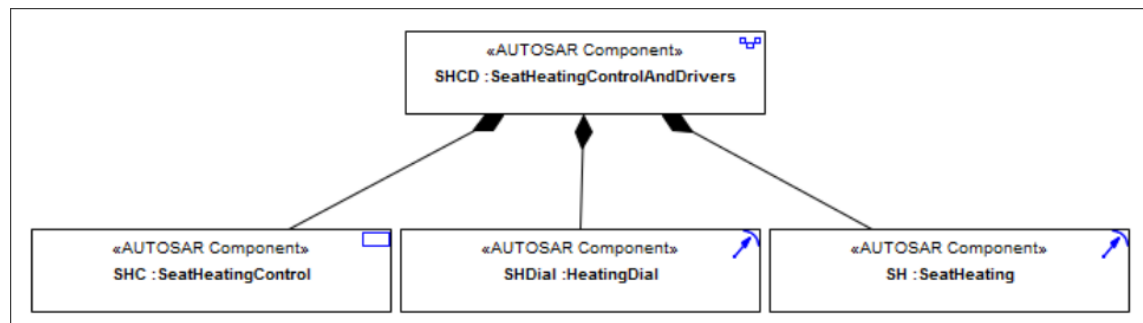 «AUTOSAR Component»
SHCD :SeatHeatingControlAndDrivers
«AUTOSAR Component»
SHC :SeatHeatingControl
«AUTOSAR Component»
SHDial :HeatingDial
«AUTOSAR Component»
SH :SeatHeating